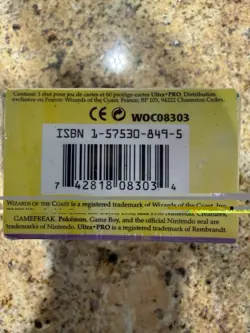 Contient: 1 étui pour jeu de cartes et 60 protège-cartes Ultra•PRO. Distribution
exclusive en France: Wizards of the Coast, France; BP 103, 94222 Charenton Cedex.
CE WOC08303
ISBN 1-57530-849-5
7 42818 08303 4
WIZARDS OF THE COAST is a registered trademark of Wizards of the Coast, Inc.
Nintendo, Creatures,
GAMEFREAK. Pokémon, Game Boy, and the official Nintendo seal are
trademarks of Nintendo. Ultra•PRO is a registered trademark of Rembrandt.